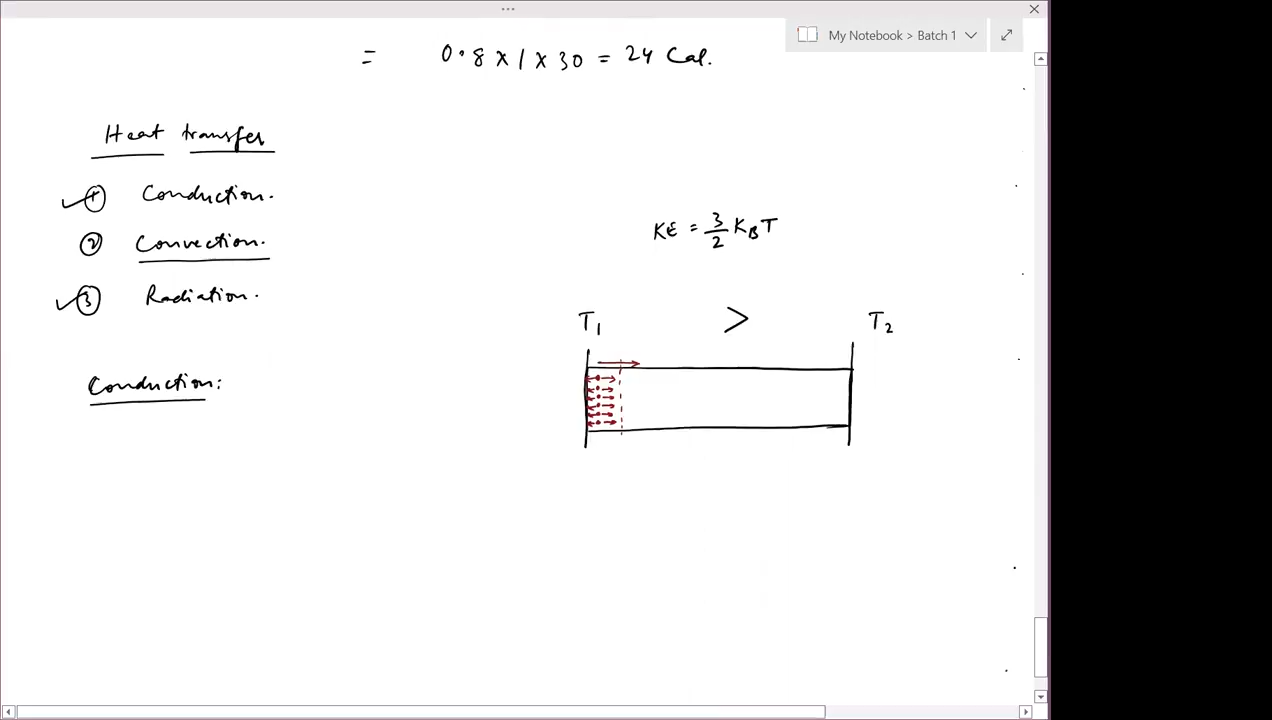 My Notebook > Batch 1
= 0.8 x 1 x 30 = 24 Cal.
Heat transfer
① Conduction.
② Convection.
③ Radiation.
KE = 3/2 K_B T
T₁ > T₂
Conduction: